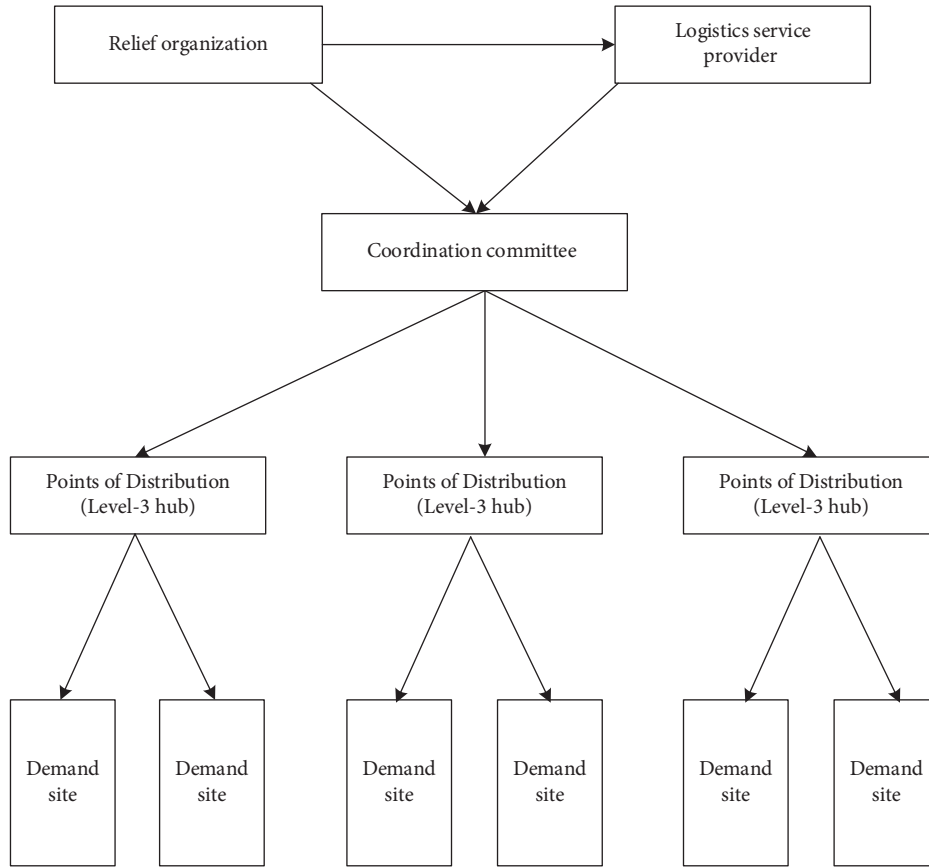 Relief organization
Logistics service
provider
Coordination committee
Points of Distribution
(Level-3 hub)
Points of Distribution
(Level-3 hub)
Points of Distribution
(Level-3 hub)
Demand
site
Demand
site
Demand
site
Demand
site
Demand
site
Demand
site